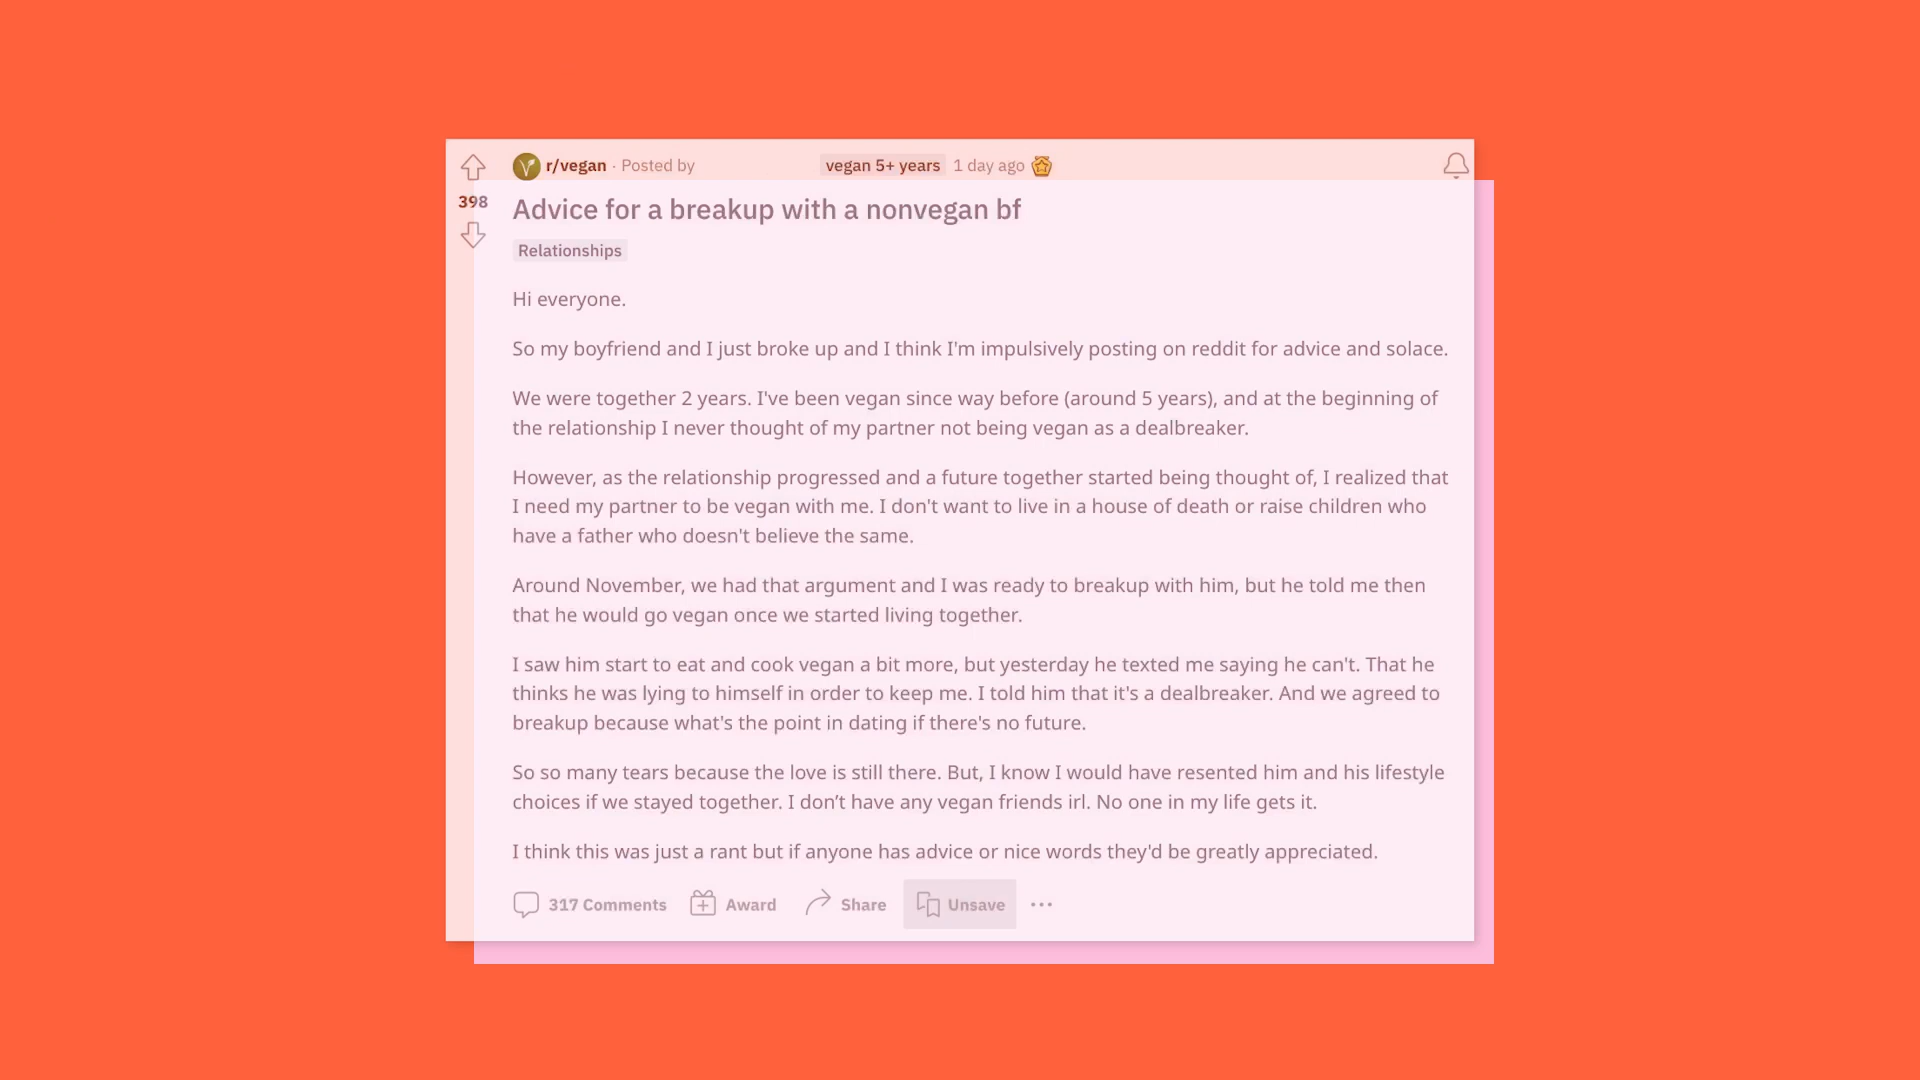 r/vegan · Posted by vegan 5+ years 1 day ago
398
Advice for a breakup with a nonvegan bf
Relationships
Hi everyone.
So my boyfriend and I just broke up and I think I'm impulsively posting on reddit for advice and solace.
We were together 2 years. I've been vegan since way before (around 5 years), and at the beginning of
the relationship I never thought of my partner not being vegan as a dealbreaker.
However, as the relationship progressed and a future together started being thought of, I realized that
I need my partner to be vegan with me. I don't want to live in a house of death or raise children who
have a father who doesn't believe the same.
Around November, we had that argument and I was ready to breakup with him, but he told me then
that he would go vegan once we started living together.
I saw him start to eat and cook vegan a bit more, but yesterday he texted me saying he can't. That he
thinks he was lying to himself in order to keep me. I told him that it's a dealbreaker. And we agreed to
breakup because what's the point in dating if there's no future.
So so many tears because the love is still there. But, I know I would have resented him and his lifestyle
choices if we stayed together. I don’t have any vegan friends irl. No one in my life gets it.
I think this was just a rant but if anyone has advice or nice words they'd be greatly appreciated.
317 Comments Award Share Unsave ...